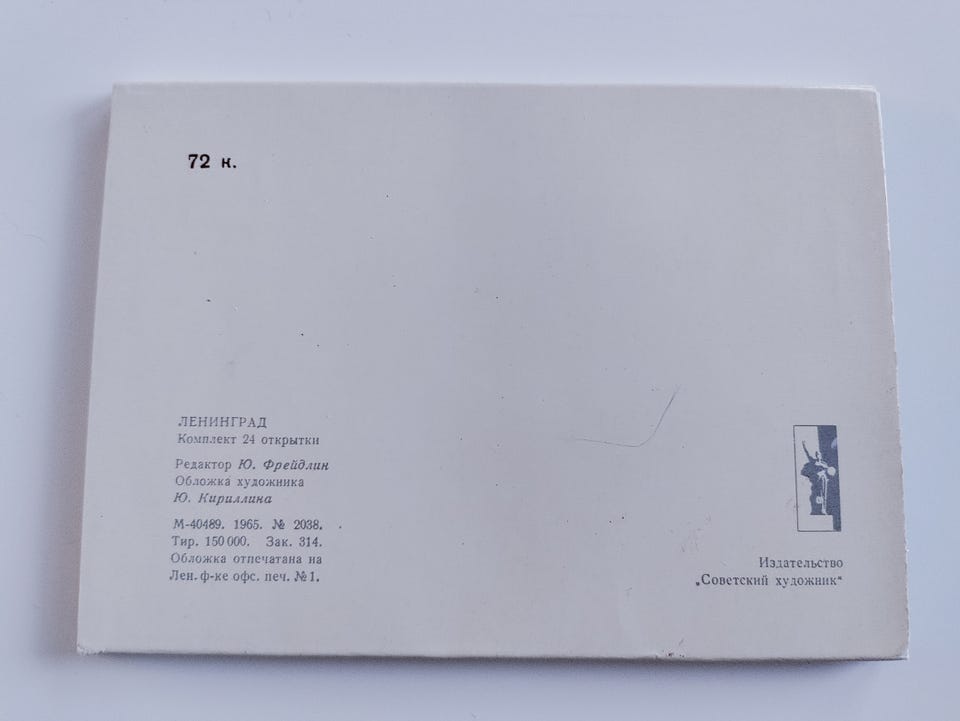 72 к.
ЛЕНИНГРАД
Комплект 24 открытки
Редактор Ю. Фрейдлин
Обложка художника
Ю. Кириллина
М-40489. 1965. № 2038.
Тир. 150 000. Зак. 314.
Обложка отпечатана на
Лен. ф-ке офс. печ. №1.
Издательство
„Советский художник“